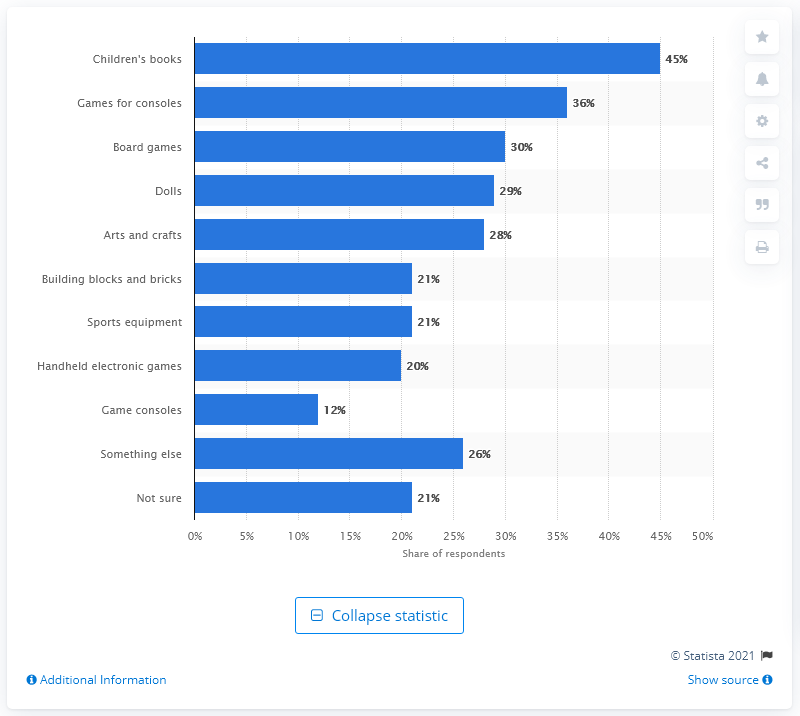 Children's books 45%
Games for consoles 36%
Board games 30%
Dolls 29%
Arts and crafts 28%
Building blocks and bricks 21%
Sports equipment 21%
Handheld electronic games 20%
Game consoles 12%
Something else 26%
Not sure 21%
0% 5% 10% 15% 20% 25% 30% 35% 40% 45% 50%
Share of respondents
Collapse statistic
© Statista 2021
Additional Information Show source